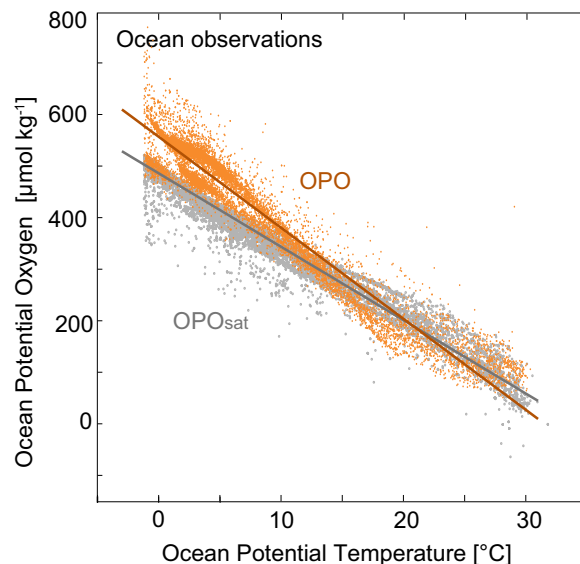 Ocean observations
800
600
400
200
0
Ocean Potential Oxygen [µmol kg⁻¹]
OPO
OPOsat
0
10
20
30
Ocean Potential Temperature [°C]